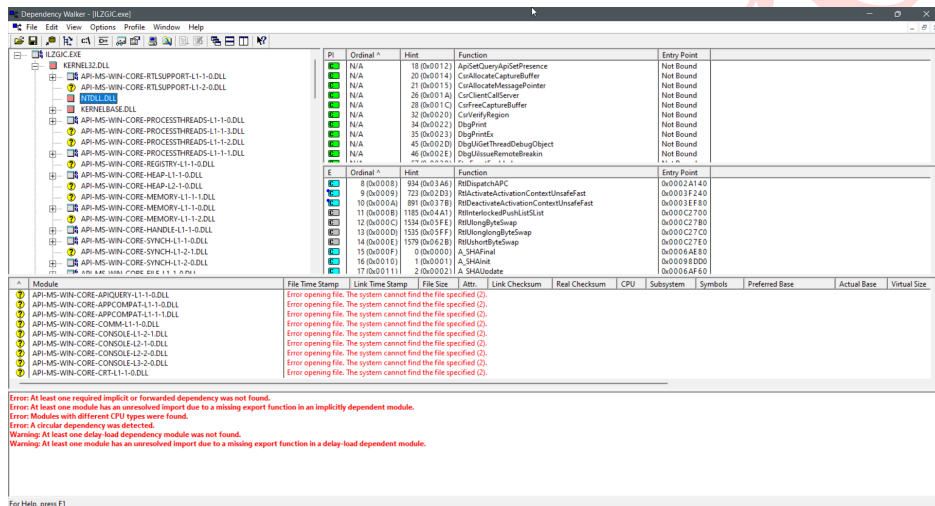 Dependency Walker - [ILZGJC.exe]
File Edit View Options Profile Window Help
ILZGJC.EXE
KERNEL32.DLL
API-MS-WIN-CORE-RTLSUPPORT-L1-1-0.DLL
API-MS-WIN-CORE-RTLSUPPORT-L1-2-0.DLL
NTDLL.DLL
KERNELBASE.DLL
API-MS-WIN-CORE-PROCESSTHREADS-L1-1-0.DLL
API-MS-WIN-CORE-PROCESSTHREADS-L1-1-3.DLL
API-MS-WIN-CORE-PROCESSTHREADS-L1-1-2.DLL
API-MS-WIN-CORE-PROCESSTHREADS-L1-1-1.DLL
API-MS-WIN-CORE-REGISTRY-L1-1-0.DLL
API-MS-WIN-CORE-HEAP-L1-1-0.DLL
API-MS-WIN-CORE-HEAP-L2-1-0.DLL
API-MS-WIN-CORE-MEMORY-L1-1-1.DLL
API-MS-WIN-CORE-MEMORY-L1-1-0.DLL
API-MS-WIN-CORE-MEMORY-L1-1-2.DLL
API-MS-WIN-CORE-HANDLE-L1-1-0.DLL
API-MS-WIN-CORE-SYNCH-L1-1-0.DLL
API-MS-WIN-CORE-SYNCH-L1-2-1.DLL
API-MS-WIN-CORE-SYNCH-L1-2-0.DLL
PI Ordinal ^ Hint Function Entry Point
N/A 18 (0x0012) ApiSetQueryApiSetPresence Not Bound
N/A 20 (0x0014) CsrAllocateCaptureBuffer Not Bound
N/A 21 (0x0015) CsrAllocateMessagePointer Not Bound
N/A 26 (0x001A) CsrClientCallServer Not Bound
N/A 28 (0x001C) CsrFreeCaptureBuffer Not Bound
N/A 32 (0x0020) CsrVerifyRegion Not Bound
N/A 34 (0x0022) DbgPrint Not Bound
N/A 35 (0x0023) DbgPrintEx Not Bound
N/A 45 (0x002D) DbgUiGetThreadDebugObject Not Bound
N/A 46 (0x002E) DbgUiIssueRemoteBreakin Not Bound
E Ordinal ^ Hint Function Entry Point
8 (0x0008) 934 (0x03A6) RtlDispatchAPC 0x0002A140
9 (0x0009) 723 (0x02D3) RtlActivateActivationContextUnsafeFast 0x0003F240
10 (0x000A) 891 (0x037B) RtlDeactivateActivationContextUnsafeFast 0x0003EF80
11 (0x000B) 1185 (0x04A1) RtlInterlockedPushListSList 0x000C2700
12 (0x000C) 1534 (0x05FE) RtlUlongByteSwap 0x000C27B0
13 (0x000D) 1535 (0x05FF) RtlUlonglongByteSwap 0x000C27C0
14 (0x000E) 1579 (0x062B) RtlUshortByteSwap 0x000C27E0
15 (0x000F) 0 (0x0000) A_SHAFinal 0x0006AE80
16 (0x0010) 1 (0x0001) A_SHAInit 0x00098DD0
17 (0x0011) 2 (0x0002) A_SHAUpdate 0x0006AF60
^ Module File Time Stamp Link Time Stamp File Size Attr. Link Checksum Real Checksum CPU Subsystem Symbols Preferred Base Actual Base Virtual Size
API-MS-WIN-CORE-APIQUERY-L1-1-0.DLL Error opening file. The system cannot find the file specified (2).
API-MS-WIN-CORE-APPCOMPAT-L1-1-0.DLL Error opening file. The system cannot find the file specified (2).
API-MS-WIN-CORE-APPCOMPAT-L1-1-1.DLL Error opening file. The system cannot find the file specified (2).
API-MS-WIN-CORE-COMM-L1-1-0.DLL Error opening file. The system cannot find the file specified (2).
API-MS-WIN-CORE-CONSOLE-L1-2-1.DLL Error opening file. The system cannot find the file specified (2).
API-MS-WIN-CORE-CONSOLE-L2-1-0.DLL Error opening file. The system cannot find the file specified (2).
API-MS-WIN-CORE-CONSOLE-L2-2-0.DLL Error opening file. The system cannot find the file specified (2).
API-MS-WIN-CORE-CONSOLE-L3-2-0.DLL Error opening file. The system cannot find the file specified (2).
API-MS-WIN-CORE-CRT-L1-1-0.DLL Error opening file. The system cannot find the file specified (2).
Error: At least one required implicit or forwarded dependency was not found.
Error: At least one module has an unresolved import due to a missing export function in an implicitly dependent module.
Error: Modules with different CPU types were found.
Error: A circular dependency was detected.
Warning: At least one delay-load dependency module was not found.
Warning: At least one module has an unresolved import due to a missing export function in a delay-load dependent module.
For Help, press F1